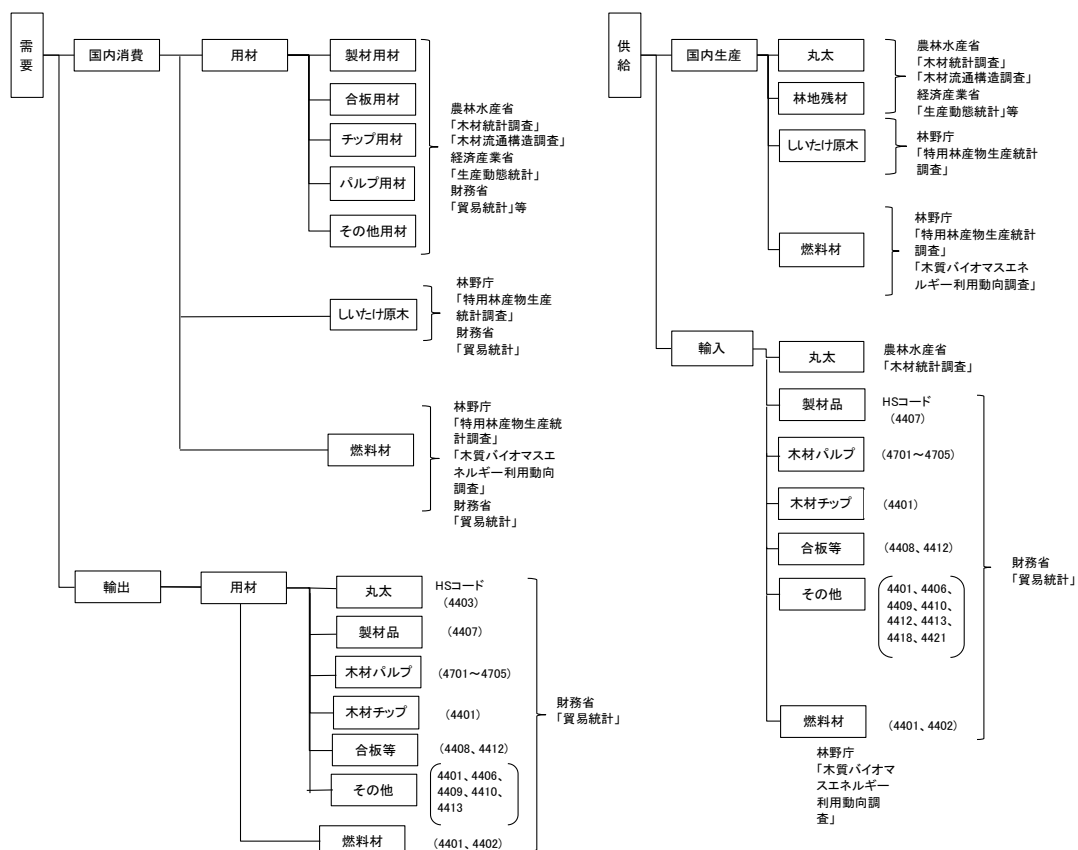 需
要
国内消費
用材
製材用材
合板用材
チップ用材
パルプ用材
その他用材
農林水産省
「木材統計調査」
「木材流通構造調査」
経済産業省
「生産動態統計」
財務省
「貿易統計」等
しいたけ原木
林野庁
「特用林産物生産
統計調査」
財務省
「貿易統計」
燃料材
林野庁
「特用林産物生産統
計調査」
「木質バイオマスエ
ネルギー利用動向
調査」
財務省
「貿易統計」
輸出
用材
丸太
HSコード
(4403)
製材品
(4407)
木材パルプ
(4701～4705)
木材チップ
(4401)
合板等
(4408、4412)
その他
4401、4406、
4409、4410、
4413
燃料材
(4401、4402)
財務省
「貿易統計」
供
給
国内生産
丸太
林地残材
農林水産省
「木材統計調査」
「木材流通構造調査」
経済産業省
「生産動態統計」等
しいたけ原木
林野庁
「特用林産物生産統計
調査」
燃料材
林野庁
「特用林産物生産統計
調査」
「木質バイオマスエネ
ルギー利用動向調査」
輸入
丸太
農林水産省
「木材統計調査」
製材品
HSコード
(4407)
木材パルプ
(4701～4705)
木材チップ
(4401)
合板等
(4408、4412)
その他
4401、4406、
4409、4410、
4412、4413、
4418、4421
燃料材
(4401、4402)
林野庁
「木質バイオマ
スエネルギー
利用動向調
査」
財務省
「貿易統計」